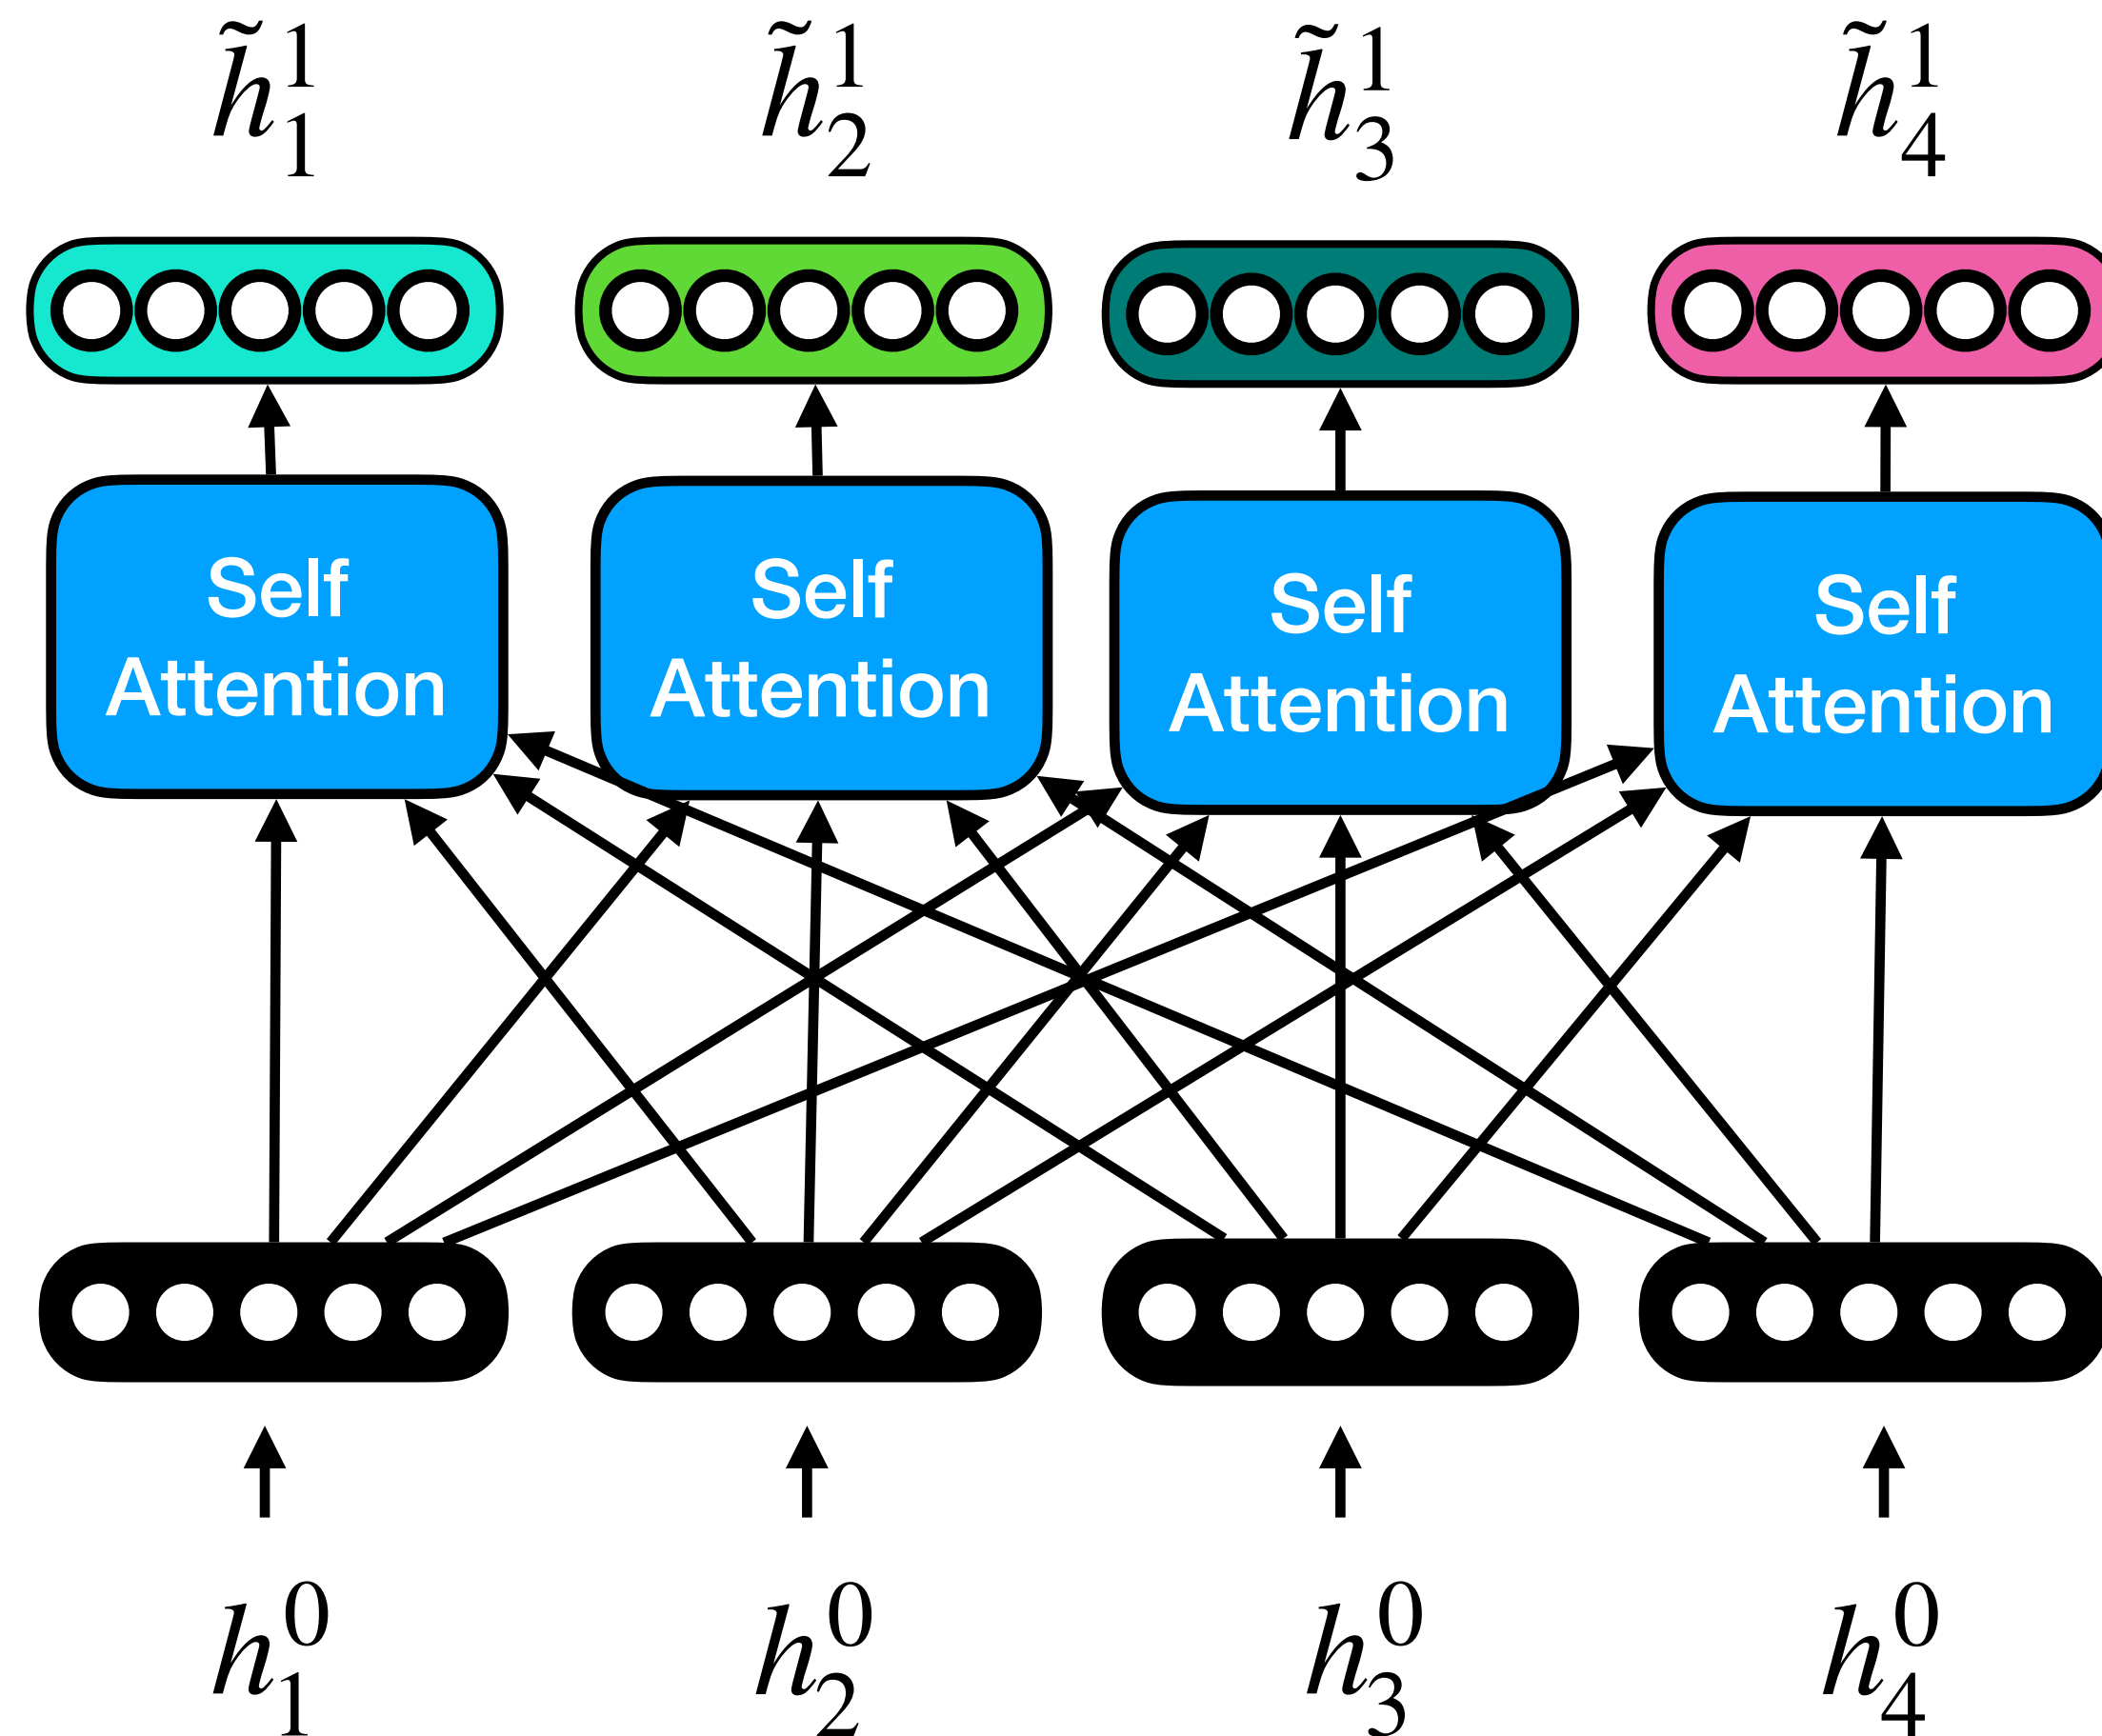 h̃₁¹ h̃₂¹ h̃₃¹ h̃₄¹
Self Self Self Self
Attention Attention Attention Attention
h₁⁰ h₂⁰ h₃⁰ h₄⁰